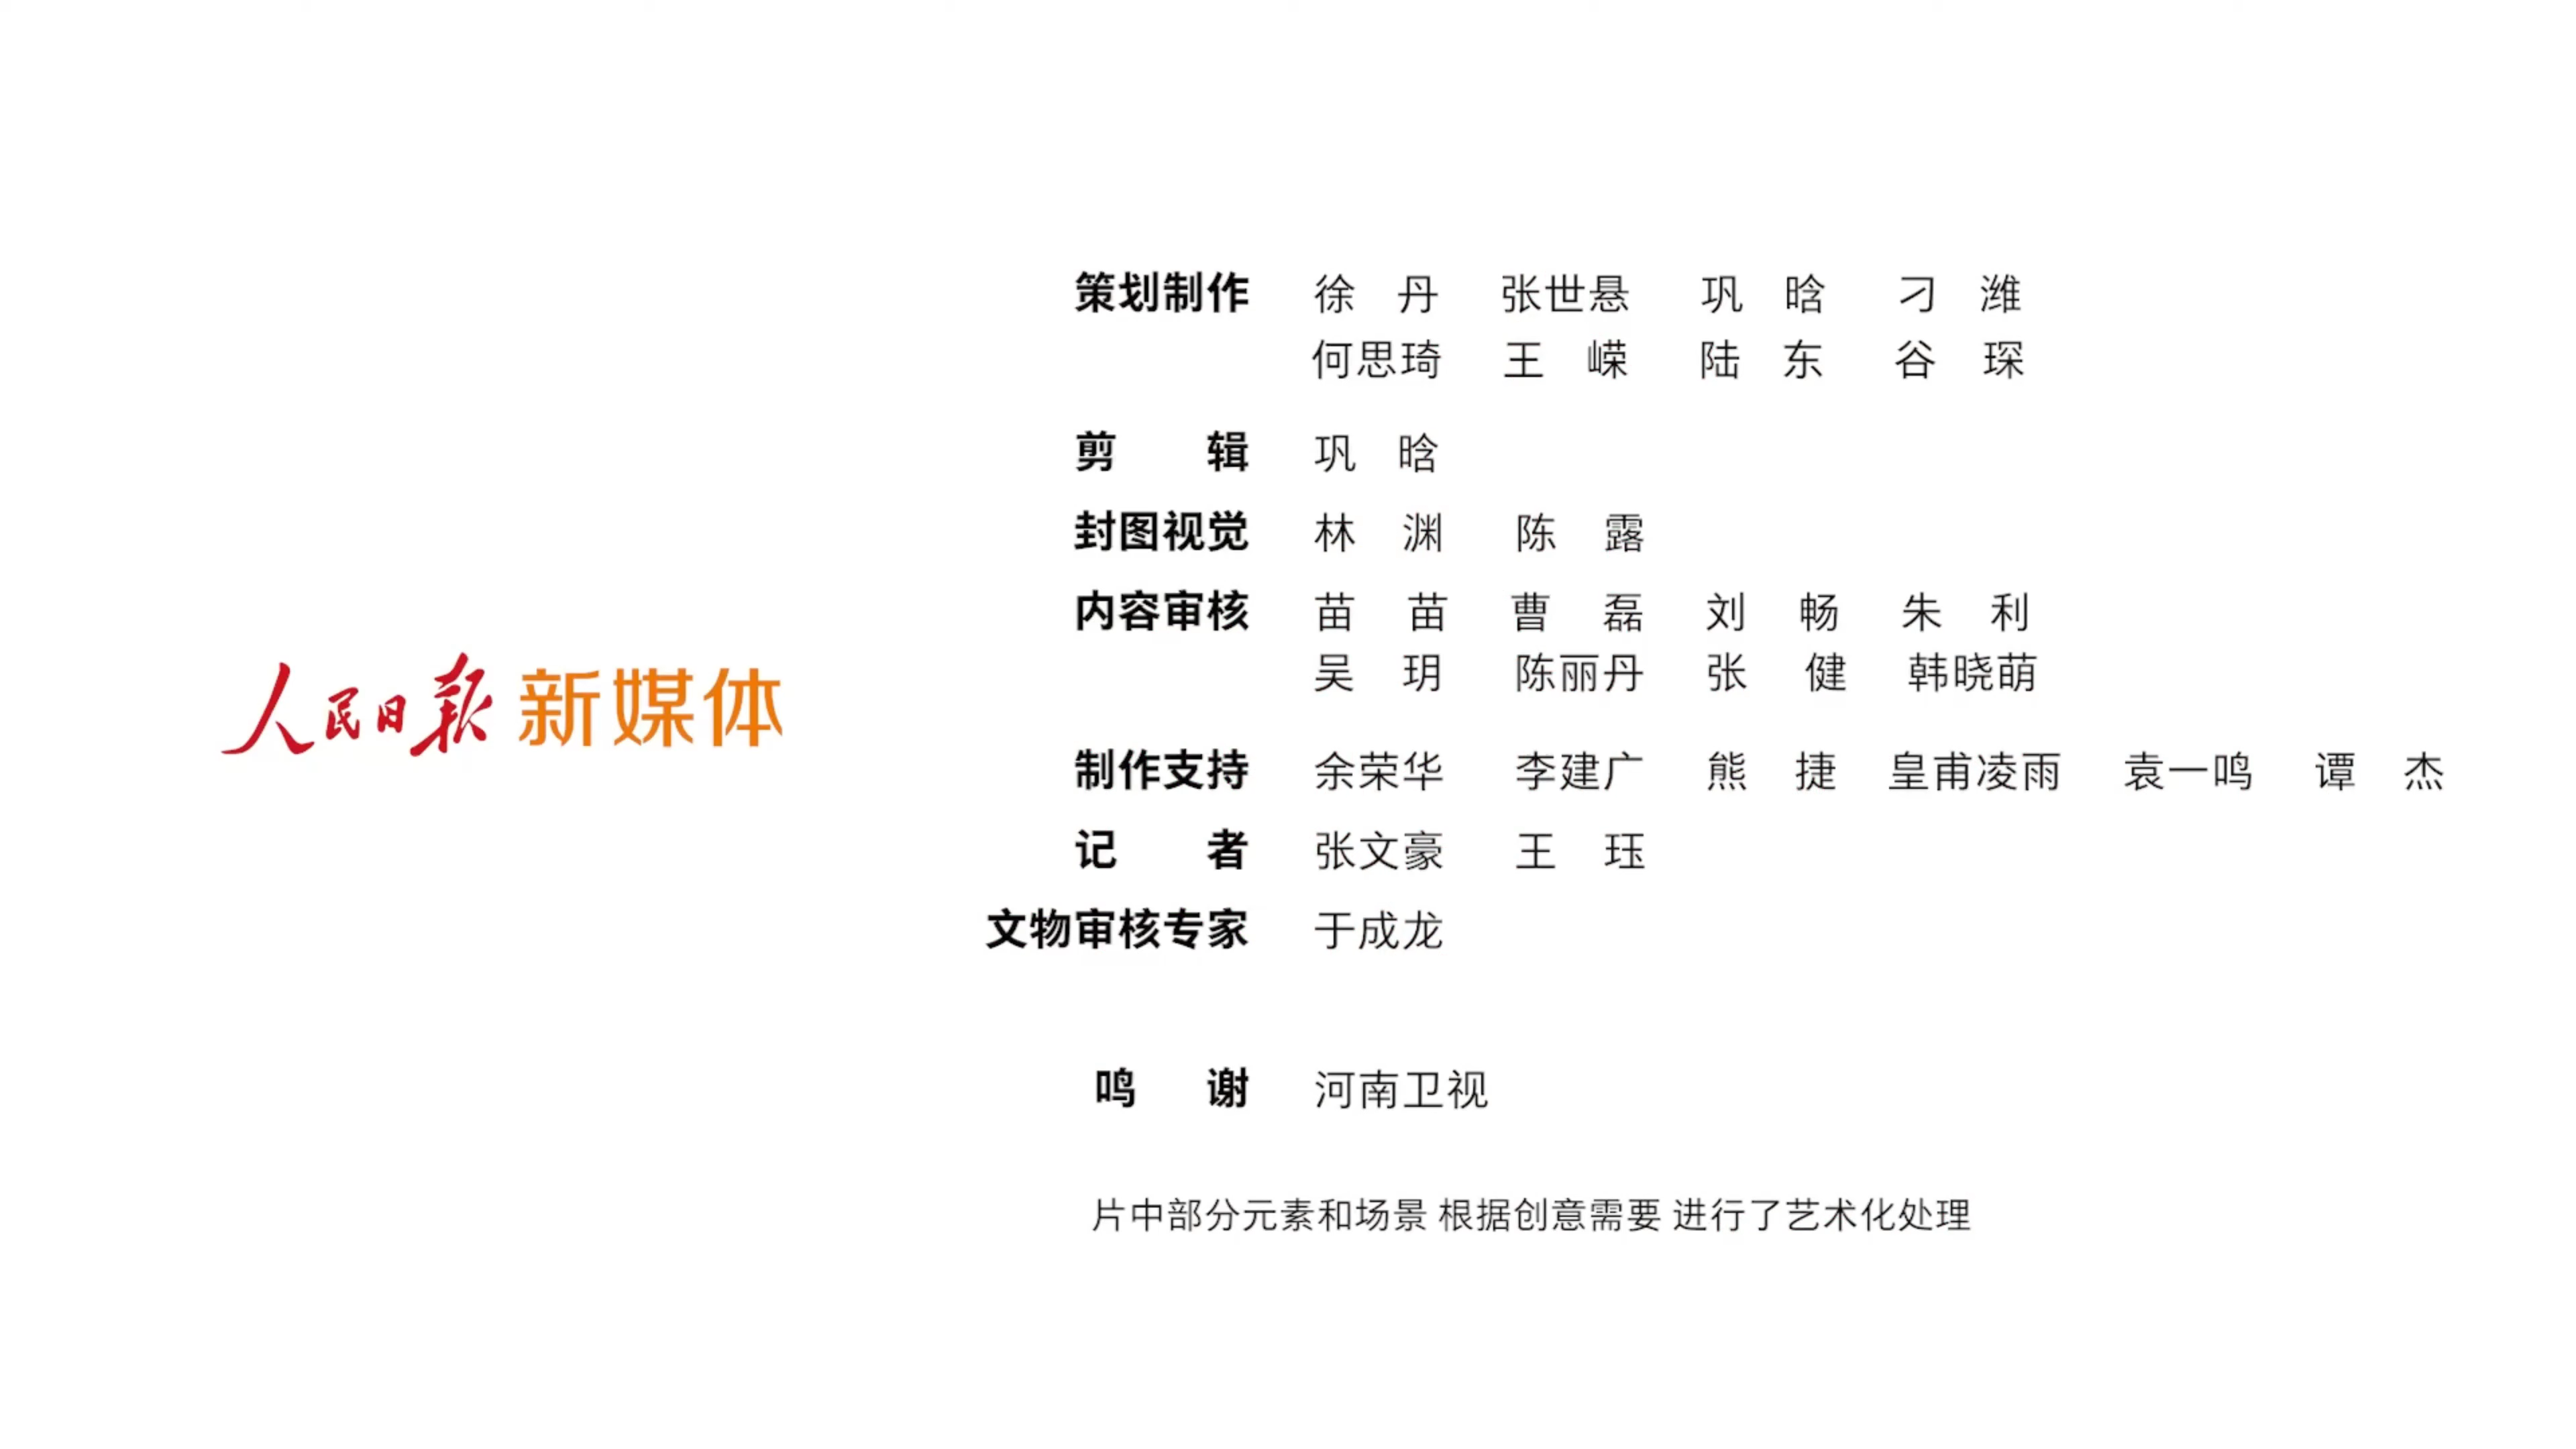 人民日报 新媒体
策划制作 徐 丹 张世悬 巩 晗 刁 潍
何思琦 王 嵘 陆 东 谷 琛
剪 辑 巩 晗
封图视觉 林 渊 陈 露
内容审核 苗 苗 曹 磊 刘 畅 朱 利
吴 玥 陈丽丹 张 健 韩晓萌
制作支持 余荣华 李建广 熊 捷 皇甫凌雨 袁一鸣 谭 杰
记 者 张文豪 王 珏
文物审核专家 于成龙
鸣 谢 河南卫视
片中部分元素和场景 根据创意需要 进行了艺术化处理